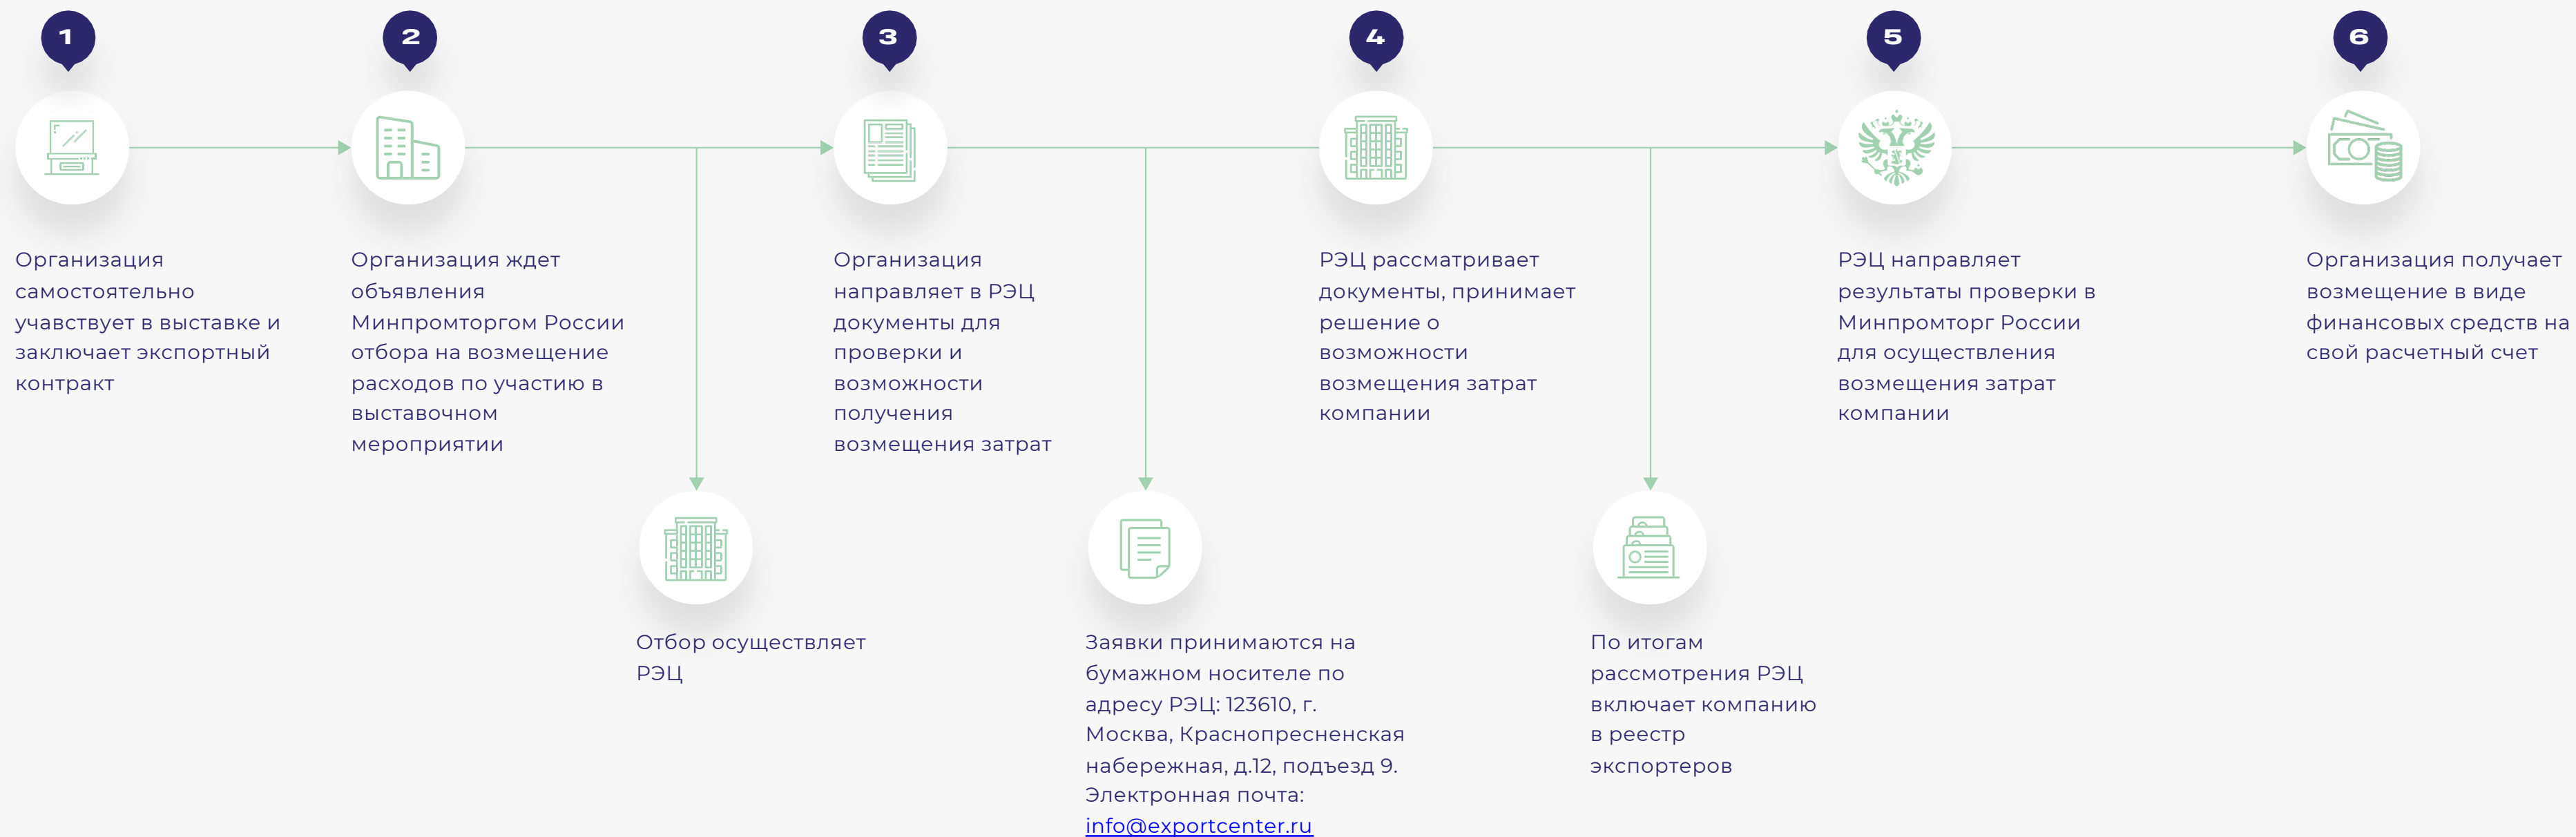 1
2
3
4
5
6
Организация
самостоятельно
учавствует в выставке и
заключает экспортный
контракт
Организация ждет
объявления
Минпромторгом России
отбора на возмещение
расходов по участию в
выставочном
мероприятии
Организация
направляет в РЭЦ
документы для
проверки и
возможности
получения
возмещения затрат
РЭЦ рассматривает
документы, принимает
решение о
возможности
возмещения затрат
компании
РЭЦ направляет
результаты проверки в
Минпромторг России
для осуществления
возмещения затрат
компании
Организация получает
возмещение в виде
финансовых средств на
свой расчетный счет
Отбор осуществляет
РЭЦ
Заявки принимаются на
бумажном носителе по
адресу РЭЦ: 123610, г.
Москва, Краснопресненская
набережная, д.12, подъезд 9.
Электронная почта:
info@exportcenter.ru
По итогам
рассмотрения РЭЦ
включает компанию
в реестр
экспортеров